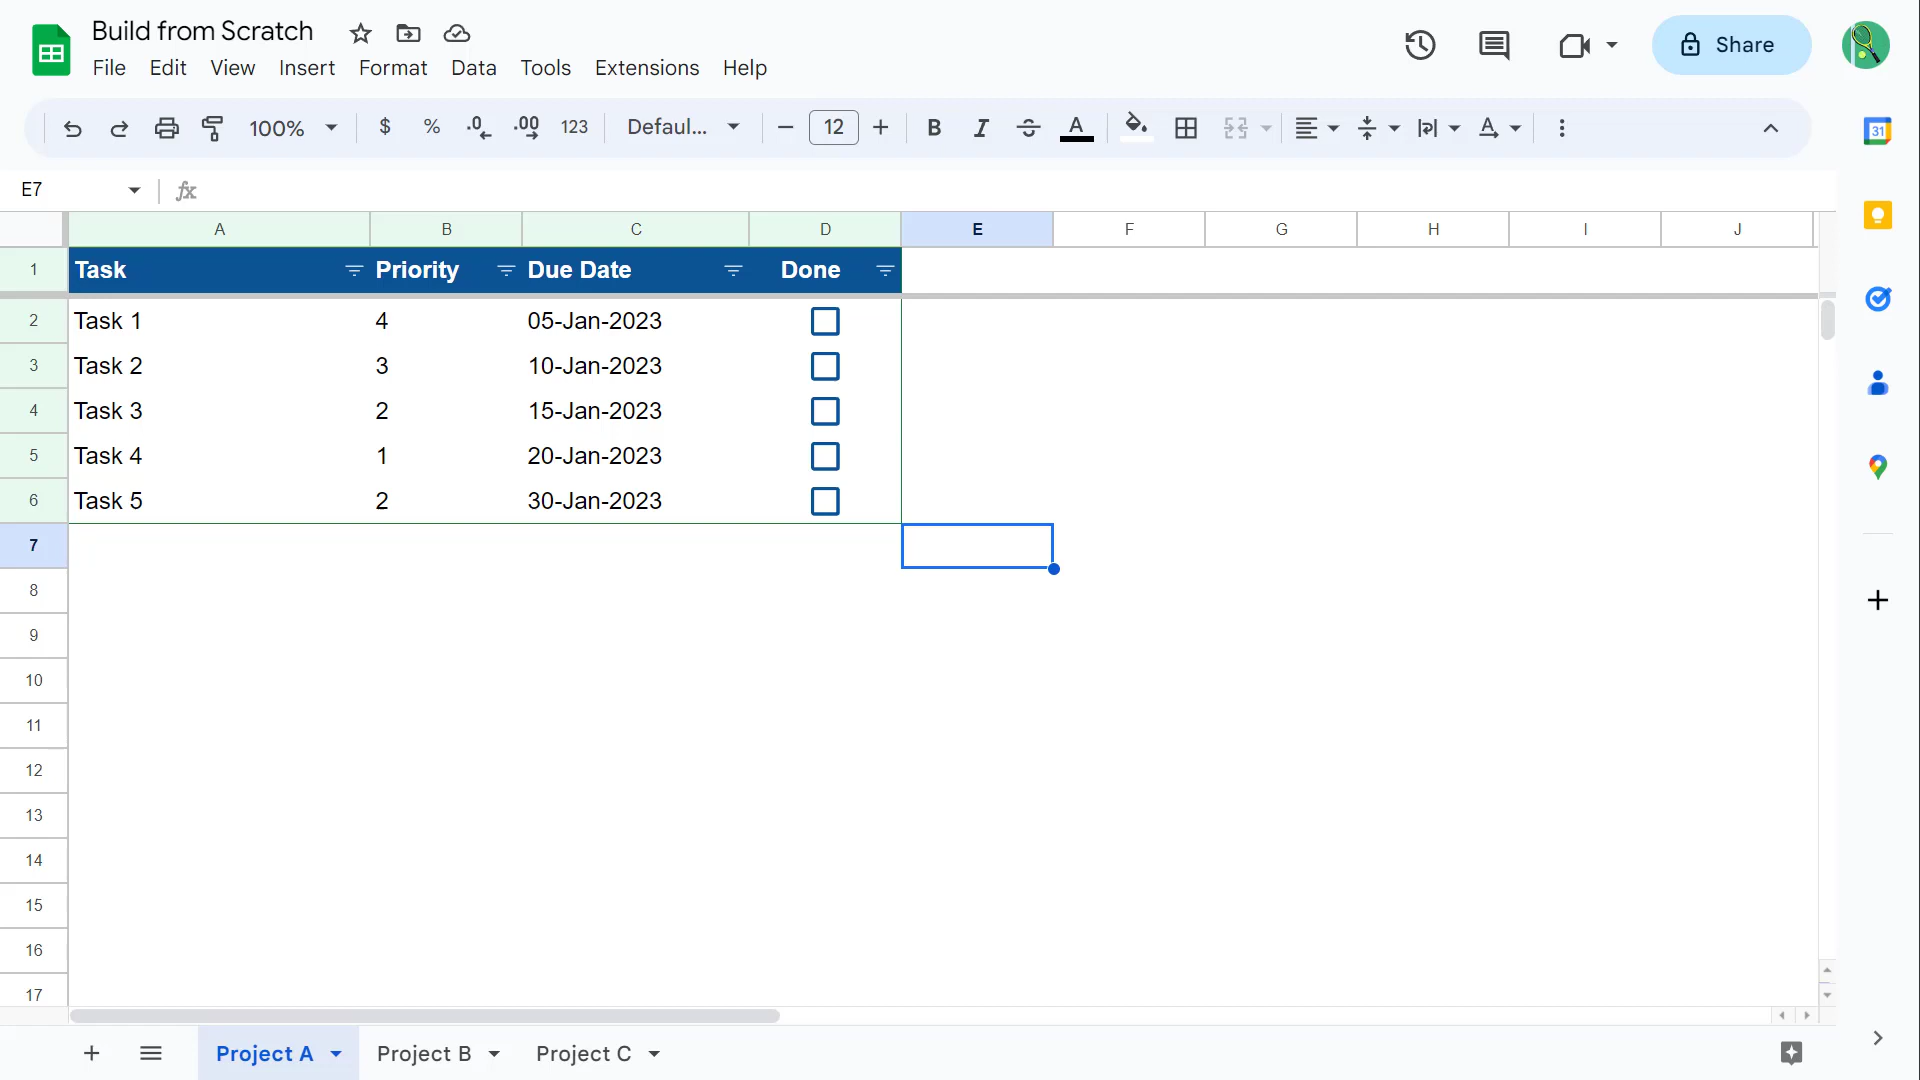 Build from Scratch
File Edit View Insert Format Data Tools Extensions Help
Share
100% $ % .0 .00 123 Defaul... 12 B I S A A
31
E7 fx
A B C D E F G H I J
1 Task Priority Due Date Done
2 Task 1 4 05-Jan-2023
3 Task 2 3 10-Jan-2023
4 Task 3 2 15-Jan-2023
5 Task 4 1 20-Jan-2023
6 Task 5 2 30-Jan-2023
7
8
9
10
11
12
13
14
15
16
17
Project A Project B Project C